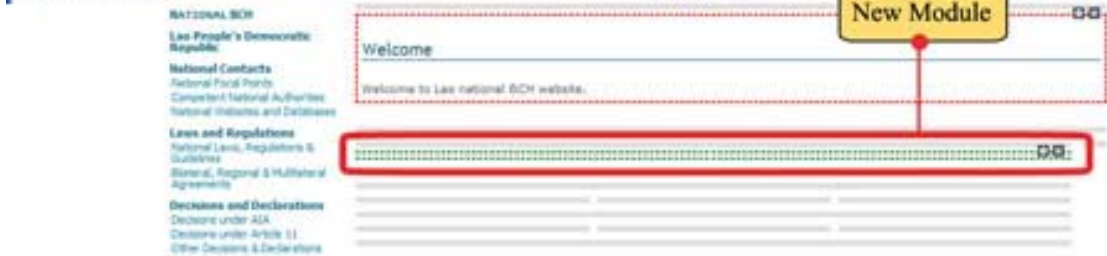 New Module
NATIONAL BCH
Lao People's Democratic
Republic
National Contacts
National Focal Points
Competent National Authorities
National Websites and Databases
Laws and Regulations
National Laws, Regulations &
Guidelines
Bilateral, Regional & Multilateral
Agreements
Decisions and Declarations
Decisions under AIA
Decisions under Article 11
Other Decisions & Declarations
Welcome
Welcome to Lao national BCH website.